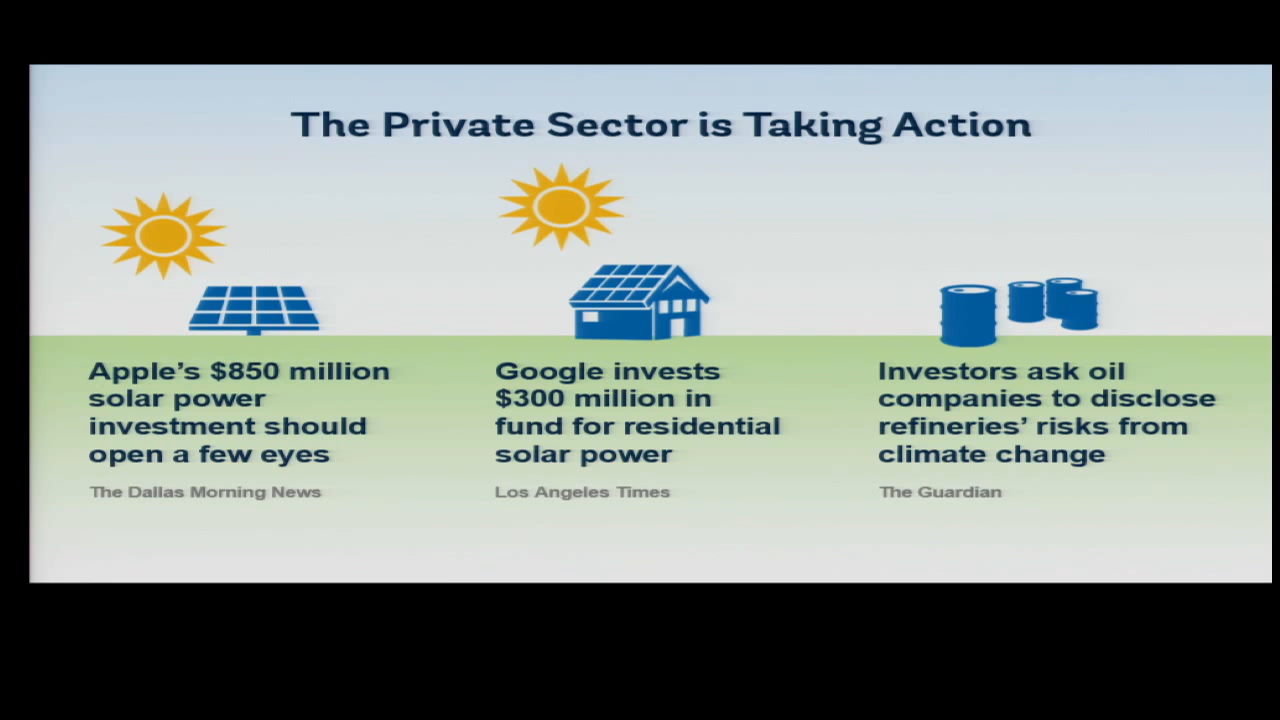 The Private Sector is Taking Action
Apple's $850 million
solar power
investment should
open a few eyes
The Dallas Morning News
Google invests
$300 million in
fund for residential
solar power
Los Angeles Times
Investors ask oil
companies to disclose
refineries' risks from
climate change
The Guardian